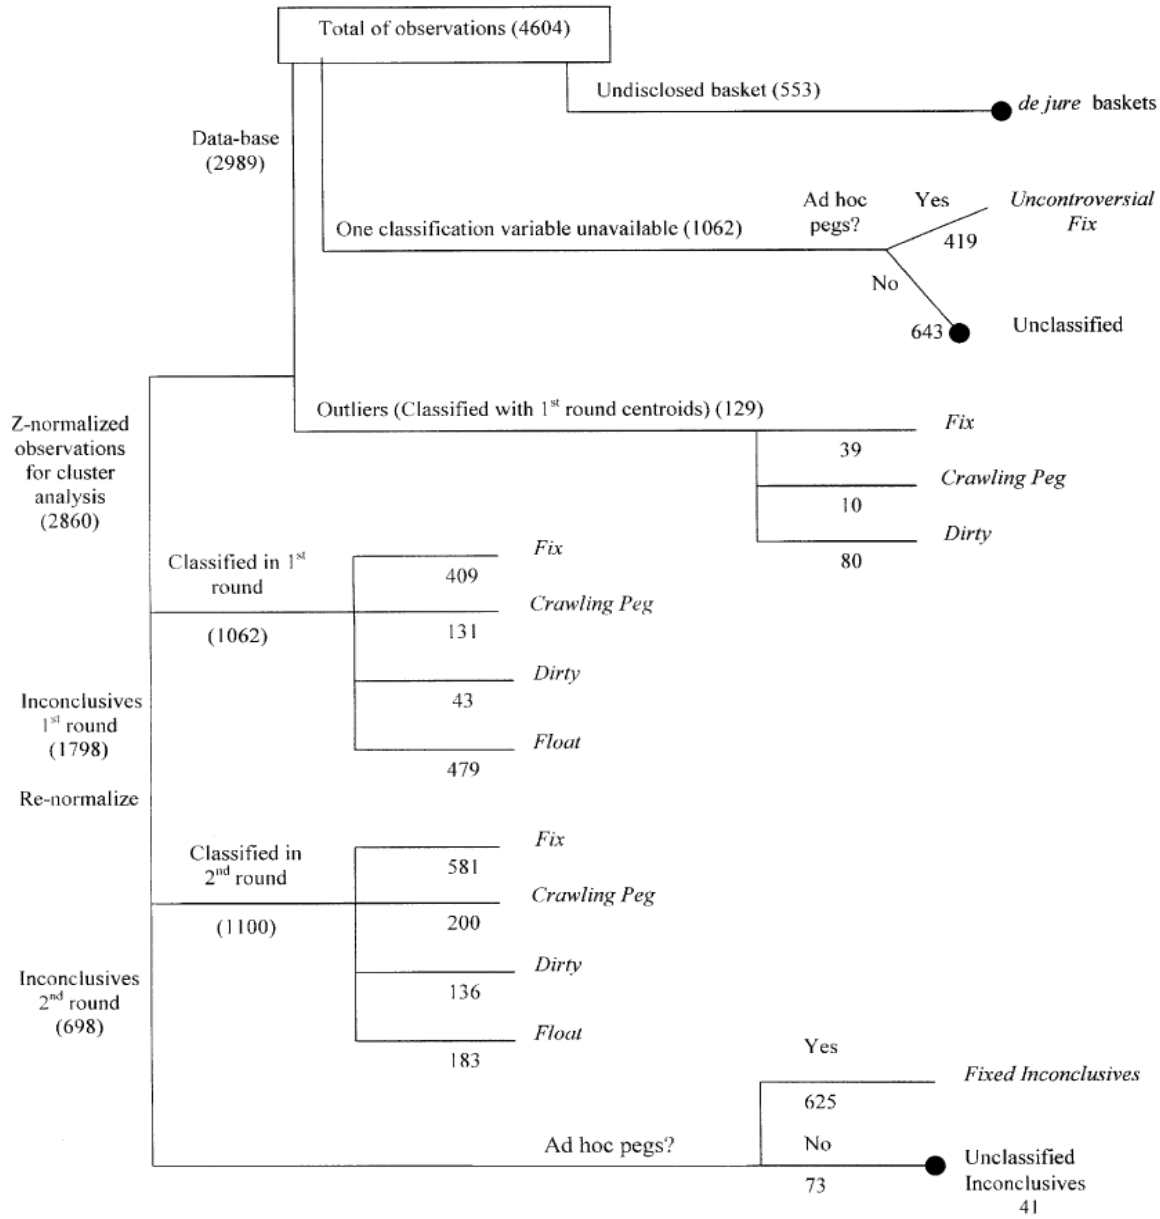 Total of observations (4604)
Undisclosed basket (553)
de jure baskets
Data-base
(2989)
Ad hoc
pegs?
Yes
Uncontroversial
Fix
One classification variable unavailable (1062)
419
No
643
Unclassified
Outliers (Classified with 1st round centroids) (129)
Fix
39
Crawling Peg
10
Dirty
80
Z-normalized
observations
for cluster
analysis
(2860)
Classified in 1st
round
(1062)
Fix
409
Crawling Peg
131
Dirty
43
Float
479
Inconclusives
1st round
(1798)
Re-normalize
Classified in
2nd round
(1100)
Fix
581
Crawling Peg
200
Dirty
136
Float
183
Inconclusives
2nd round
(698)
Ad hoc pegs?
Yes
Fixed Inconclusives
625
No
73
Unclassified
Inconclusives
41